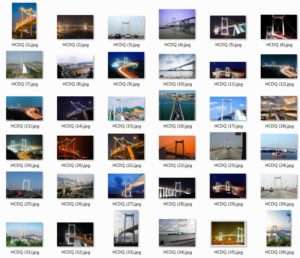 HCDQ (1).jpg HCDQ (2).jpg HCDQ (3).jpg HCDQ (4).jpg HCDQ (5).jpg HCDQ (6).jpg
HCDQ (7).jpg HCDQ (8).jpg HCDQ (9).jpg HCDQ (10).jpg HCDQ (11).jpg HCDQ (12).jpg
HCDQ (13).jpg HCDQ (14).jpg HCDQ (15).jpg HCDQ (16).jpg HCDQ (17).jpg HCDQ (18).jpg
HCDQ (19).jpg HCDQ (20).jpg HCDQ (21).jpg HCDQ (22).jpg HCDQ (23).jpg HCDQ (24).jpg
HCDQ (25).jpg HCDQ (26).jpg HCDQ (27).jpg HCDQ (28).jpg HCDQ (29).jpg HCDQ (30).jpg
HCDQ (31).jpg HCDQ (32).jpg HCDQ (33).jpg HCDQ (34).jpg HCDQ (35).jpg HCDQ (36).jpg